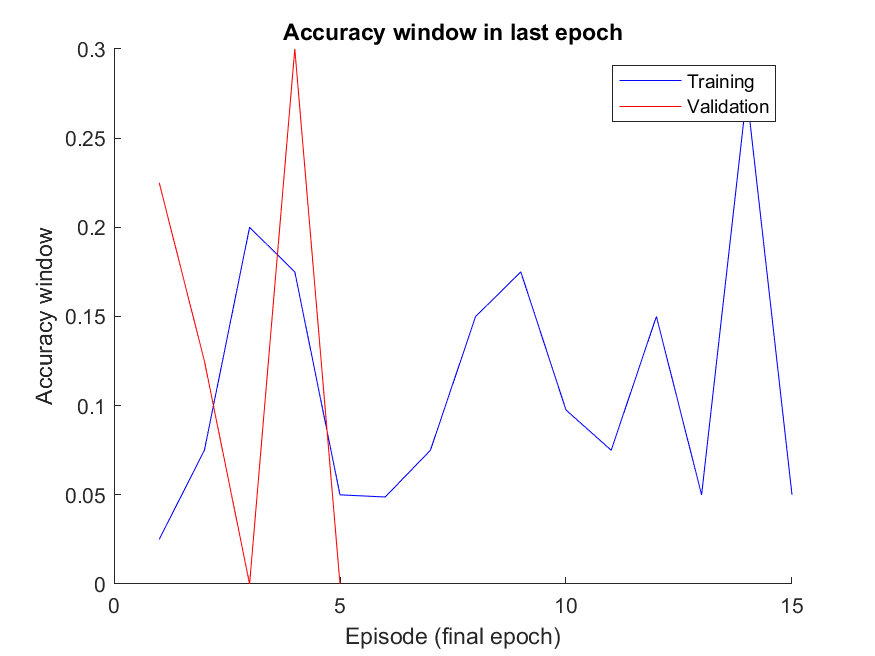 Accuracy window in last epoch
0.3
0.25
0.2
0.15
0.1
0.05
0
Accuracy window
Training
Validation
0 5 10 15
Episode (final epoch)